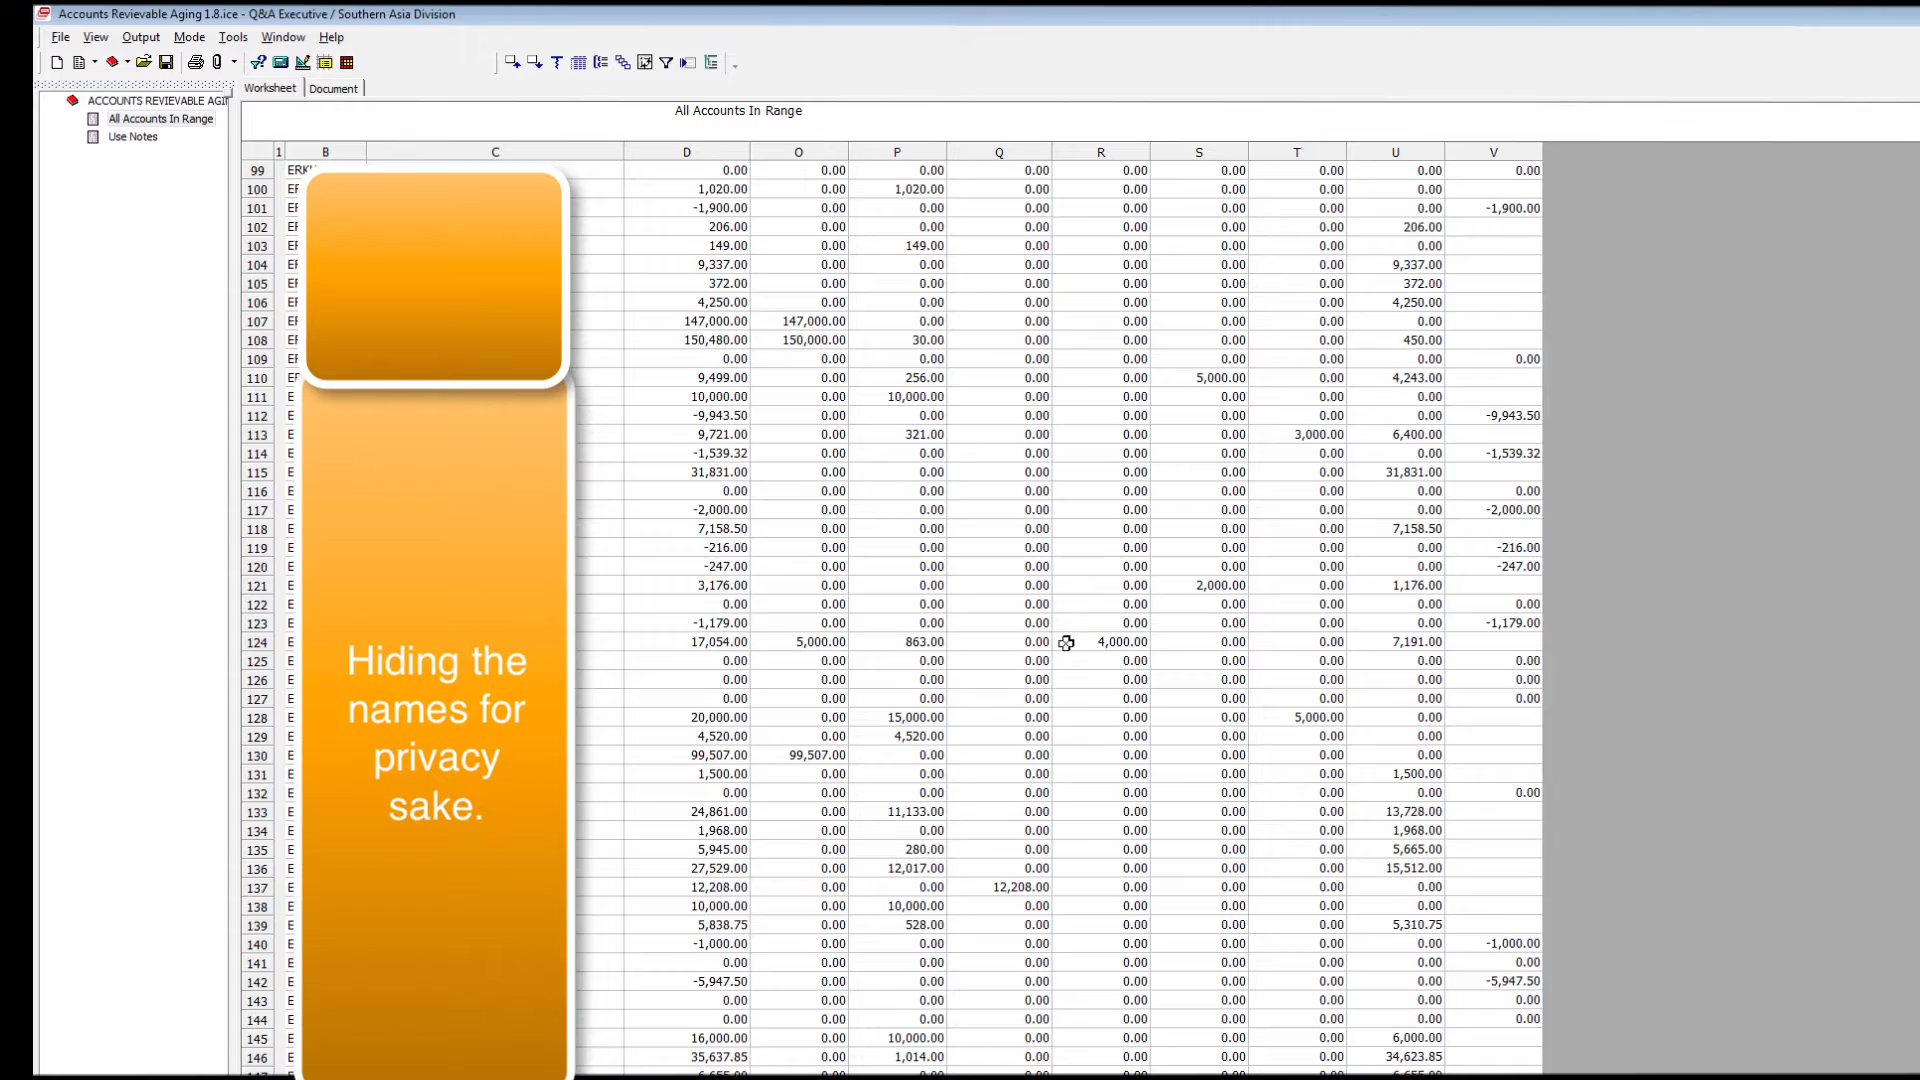 Accounts Revievable Aging 1.8.ice - Q&A Executive / Southern Asia Division
File View Output Mode Tools Window Help
Worksheet Document
ACCOUNTS REVIEVABLE AGI
All Accounts In Range
Use Notes
All Accounts In Range
1 B C D O P Q R S T U V
99 0.00 0.00 0.00 0.00 0.00 0.00 0.00 0.00 0.00
100 1,020.00 0.00 1,020.00 0.00 0.00 0.00 0.00 0.00
101 -1,900.00 0.00 0.00 0.00 0.00 0.00 0.00 0.00 -1,900.00
102 206.00 0.00 0.00 0.00 0.00 0.00 0.00 206.00
103 149.00 0.00 149.00 0.00 0.00 0.00 0.00 0.00
104 9,337.00 0.00 0.00 0.00 0.00 0.00 0.00 9,337.00
105 372.00 0.00 0.00 0.00 0.00 0.00 0.00 372.00
106 4,250.00 0.00 0.00 0.00 0.00 0.00 0.00 4,250.00
107 147,000.00 147,000.00 0.00 0.00 0.00 0.00 0.00 0.00
108 150,480.00 150,000.00 30.00 0.00 0.00 0.00 0.00 450.00
109 0.00 0.00 0.00 0.00 0.00 0.00 0.00 0.00 0.00
110 9,499.00 0.00 256.00 0.00 0.00 5,000.00 0.00 4,243.00
111 E 10,000.00 0.00 10,000.00 0.00 0.00 0.00 0.00 0.00
112 E -9,943.50 0.00 0.00 0.00 0.00 0.00 0.00 0.00 -9,943.50
113 E 9,721.00 0.00 321.00 0.00 0.00 0.00 3,000.00 6,400.00
114 E -1,539.32 0.00 0.00 0.00 0.00 0.00 0.00 0.00 -1,539.32
115 E 31,831.00 0.00 0.00 0.00 0.00 0.00 0.00 31,831.00
116 E 0.00 0.00 0.00 0.00 0.00 0.00 0.00 0.00 0.00
117 E -2,000.00 0.00 0.00 0.00 0.00 0.00 0.00 0.00 -2,000.00
118 E 7,158.50 0.00 0.00 0.00 0.00 0.00 0.00 7,158.50
119 E -216.00 0.00 0.00 0.00 0.00 0.00 0.00 0.00 -216.00
120 E -247.00 0.00 0.00 0.00 0.00 0.00 0.00 0.00 -247.00
121 E 3,176.00 0.00 0.00 0.00 0.00 2,000.00 0.00 1,176.00
122 E 0.00 0.00 0.00 0.00 0.00 0.00 0.00 0.00 0.00
123 E -1,179.00 0.00 0.00 0.00 0.00 0.00 0.00 0.00 -1,179.00
124 E 17,054.00 5,000.00 863.00 0.00 4,000.00 0.00 0.00 7,191.00
125 E 0.00 0.00 0.00 0.00 0.00 0.00 0.00 0.00 0.00
126 E 0.00 0.00 0.00 0.00 0.00 0.00 0.00 0.00 0.00
127 E 0.00 0.00 0.00 0.00 0.00 0.00 0.00 0.00 0.00
128 E 20,000.00 0.00 15,000.00 0.00 0.00 0.00 5,000.00 0.00
129 E 4,520.00 0.00 4,520.00 0.00 0.00 0.00 0.00 0.00
130 E 99,507.00 99,507.00 0.00 0.00 0.00 0.00 0.00 0.00
131 E 1,500.00 0.00 0.00 0.00 0.00 0.00 0.00 1,500.00
132 E 0.00 0.00 0.00 0.00 0.00 0.00 0.00 0.00 0.00
133 E 24,861.00 0.00 11,133.00 0.00 0.00 0.00 0.00 13,728.00
134 E 1,968.00 0.00 0.00 0.00 0.00 0.00 0.00 1,968.00
135 E 5,945.00 0.00 280.00 0.00 0.00 0.00 0.00 5,665.00
136 E 27,529.00 0.00 12,017.00 0.00 0.00 0.00 0.00 15,512.00
137 E 12,208.00 0.00 0.00 12,208.00 0.00 0.00 0.00 0.00
138 E 10,000.00 0.00 10,000.00 0.00 0.00 0.00 0.00 0.00
139 E 5,838.75 0.00 528.00 0.00 0.00 0.00 0.00 5,310.75
140 E -1,000.00 0.00 0.00 0.00 0.00 0.00 0.00 0.00 -1,000.00
141 E 0.00 0.00 0.00 0.00 0.00 0.00 0.00 0.00 0.00
142 E -5,947.50 0.00 0.00 0.00 0.00 0.00 0.00 0.00 -5,947.50
143 E 0.00 0.00 0.00 0.00 0.00 0.00 0.00 0.00 0.00
144 E 0.00 0.00 0.00 0.00 0.00 0.00 0.00 0.00 0.00
145 E 16,000.00 0.00 10,000.00 0.00 0.00 0.00 0.00 6,000.00
146 E 35,637.85 0.00 1,014.00 0.00 0.00 0.00 0.00 34,623.85
Hiding the
names for
privacy
sake.